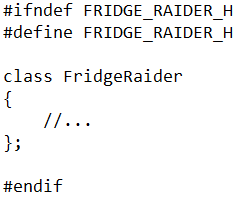 #ifndef FRIDGE_RAIDER_H
#define FRIDGE_RAIDER_H
class FridgeRaider
{
    //...
};
#endif